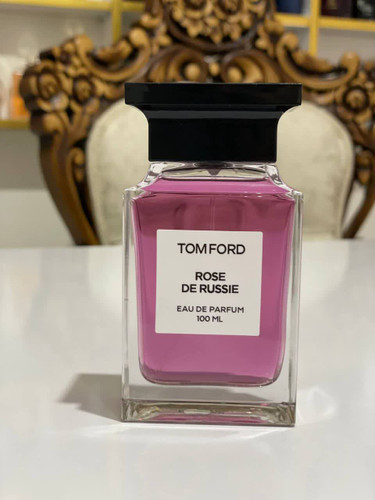 TOM FORD
ROSE
DE RUSSIE
EAU DE PARFUM
100 ML